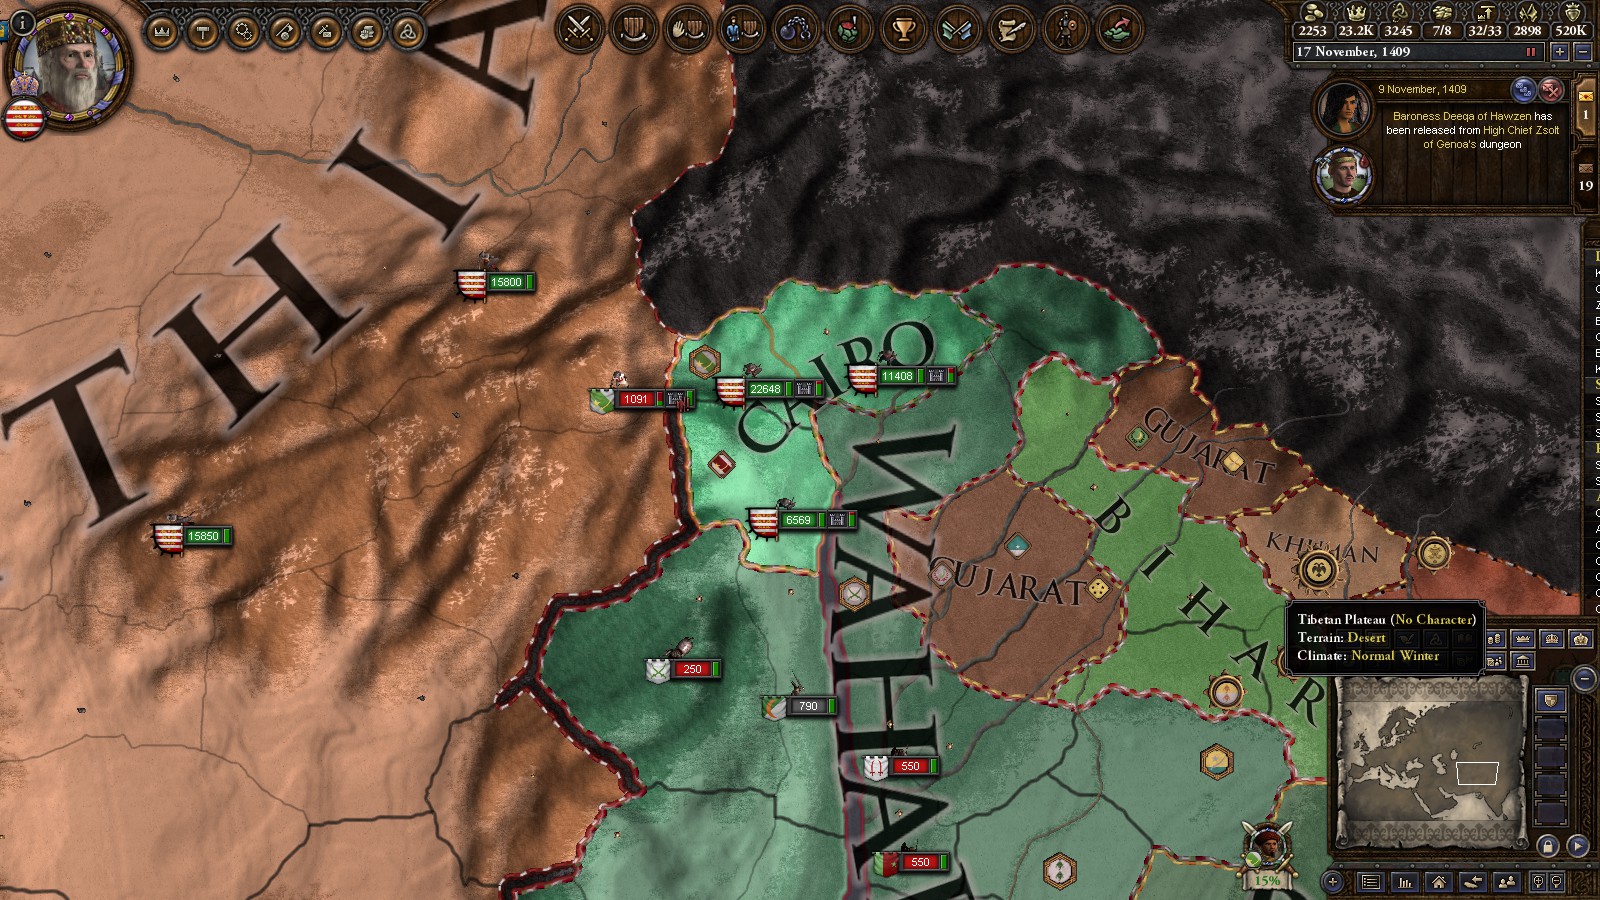 2253 23.2K 3245 7/8 32/33 2898 520K
17 November, 1409
9 November, 1409
Baroness Deeqa of Hawzen has
been released from High Chief Zsolt
of Genoa's dungeon
1
19
THIA
15800
CAIRO
11408
22648
1091
GUJARAT
WAHHA
6569
15850
BIHAR
KHIMAN
GUJARAT
Tibetan Plateau (No Character)
Terrain: Desert
Climate: Normal Winter
250
790
550
550
15%